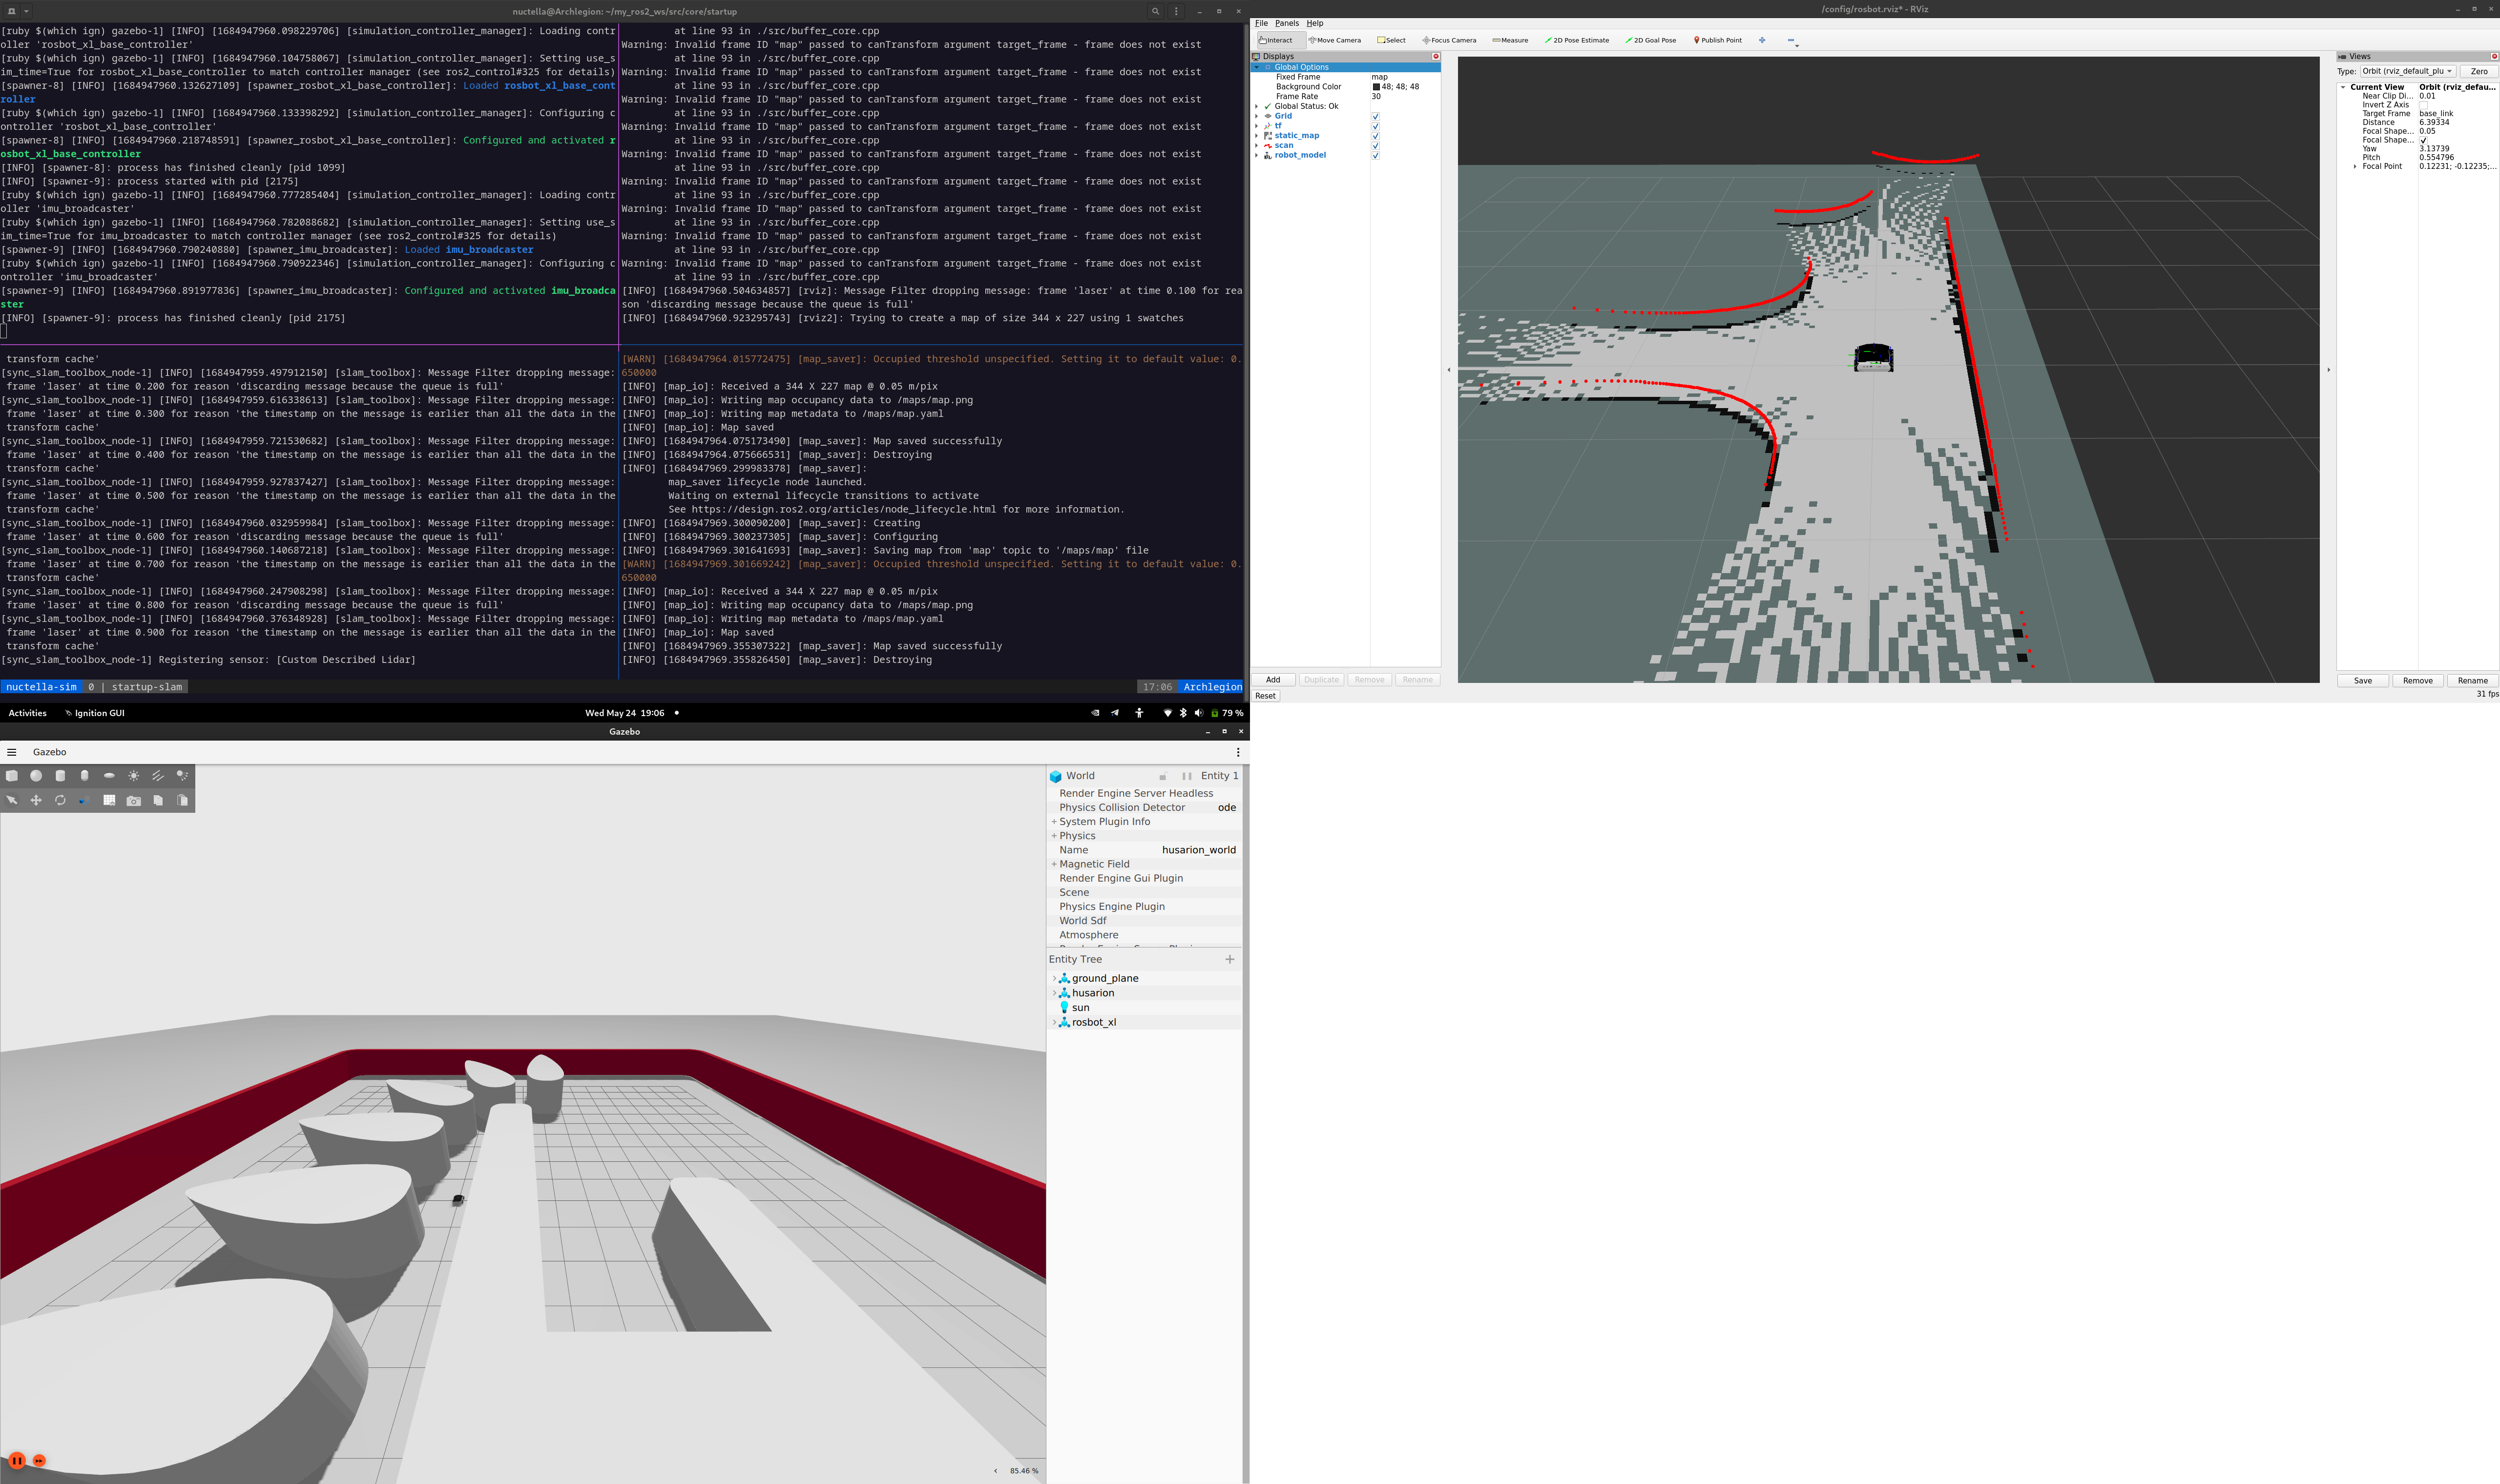 nuctella@Archlegion: ~/my_ros2_ws/src/core/startup
[ruby $(which ign) gazebo-1] [INFO] [1684947960.098229706] [simulation_controller_manager]: Loading contr
oller 'rosbot_xl_base_controller'
[ruby $(which ign) gazebo-1] [INFO] [1684947960.104758067] [simulation_controller_manager]: Setting use_s
im_time=True for rosbot_xl_base_controller to match controller manager (see ros2_control#325 for details)
[spawner-8] [INFO] [1684947960.132627109] [spawner_rosbot_xl_base_controller]: Loaded rosbot_xl_base_cont
roller
[ruby $(which ign) gazebo-1] [INFO] [1684947960.133398292] [simulation_controller_manager]: Configuring c
ontroller 'rosbot_xl_base_controller'
[spawner-8] [INFO] [1684947960.218748591] [spawner_rosbot_xl_base_controller]: Configured and activated r
osbot_xl_base_controller
[INFO] [spawner-8]: process has finished cleanly [pid 1099]
[INFO] [spawner-9]: process started with pid [2175]
[ruby $(which ign) gazebo-1] [INFO] [1684947960.777285404] [simulation_controller_manager]: Loading contr
oller 'imu_broadcaster'
[ruby $(which ign) gazebo-1] [INFO] [1684947960.782088682] [simulation_controller_manager]: Setting use_s
im_time=True for imu_broadcaster to match controller manager (see ros2_control#325 for details)
[spawner-9] [INFO] [1684947960.790240880] [spawner_imu_broadcaster]: Loaded imu_broadcaster
[ruby $(which ign) gazebo-1] [INFO] [1684947960.790922346] [simulation_controller_manager]: Configuring c
ontroller 'imu_broadcaster'
[spawner-9] [INFO] [1684947960.891977836] [spawner_imu_broadcaster]: Configured and activated imu_broadca
ster
[INFO] [spawner-9]: process has finished cleanly [pid 2175]
at line 93 in ./src/buffer_core.cpp
Warning: Invalid frame ID "map" passed to canTransform argument target_frame - frame does not exist
at line 93 in ./src/buffer_core.cpp
Warning: Invalid frame ID "map" passed to canTransform argument target_frame - frame does not exist
at line 93 in ./src/buffer_core.cpp
Warning: Invalid frame ID "map" passed to canTransform argument target_frame - frame does not exist
at line 93 in ./src/buffer_core.cpp
Warning: Invalid frame ID "map" passed to canTransform argument target_frame - frame does not exist
at line 93 in ./src/buffer_core.cpp
Warning: Invalid frame ID "map" passed to canTransform argument target_frame - frame does not exist
at line 93 in ./src/buffer_core.cpp
Warning: Invalid frame ID "map" passed to canTransform argument target_frame - frame does not exist
at line 93 in ./src/buffer_core.cpp
Warning: Invalid frame ID "map" passed to canTransform argument target_frame - frame does not exist
at line 93 in ./src/buffer_core.cpp
Warning: Invalid frame ID "map" passed to canTransform argument target_frame - frame does not exist
at line 93 in ./src/buffer_core.cpp
Warning: Invalid frame ID "map" passed to canTransform argument target_frame - frame does not exist
at line 93 in ./src/buffer_core.cpp
[INFO] [1684947960.504634857] [rviz]: Message Filter dropping message: frame 'laser' at time 0.100 for rea
son 'discarding message because the queue is full'
[INFO] [1684947960.923295743] [rviz2]: Trying to create a map of size 344 x 227 using 1 swatches
transform cache'
[sync_slam_toolbox_node-1] [INFO] [1684947959.497912150] [slam_toolbox]: Message Filter dropping message:
frame 'laser' at time 0.200 for reason 'discarding message because the queue is full'
[sync_slam_toolbox_node-1] [INFO] [1684947959.616338613] [slam_toolbox]: Message Filter dropping message:
frame 'laser' at time 0.300 for reason 'the timestamp on the message is earlier than all the data in the
transform cache'
[sync_slam_toolbox_node-1] [INFO] [1684947959.721530682] [slam_toolbox]: Message Filter dropping message:
frame 'laser' at time 0.400 for reason 'the timestamp on the message is earlier than all the data in the
transform cache'
[sync_slam_toolbox_node-1] [INFO] [1684947959.927837427] [slam_toolbox]: Message Filter dropping message:
frame 'laser' at time 0.500 for reason 'the timestamp on the message is earlier than all the data in the
transform cache'
[sync_slam_toolbox_node-1] [INFO] [1684947960.032959984] [slam_toolbox]: Message Filter dropping message:
frame 'laser' at time 0.600 for reason 'discarding message because the queue is full'
[sync_slam_toolbox_node-1] [INFO] [1684947960.140687218] [slam_toolbox]: Message Filter dropping message:
frame 'laser' at time 0.700 for reason 'the timestamp on the message is earlier than all the data in the
transform cache'
[sync_slam_toolbox_node-1] [INFO] [1684947960.247908298] [slam_toolbox]: Message Filter dropping message:
frame 'laser' at time 0.800 for reason 'discarding message because the queue is full'
[sync_slam_toolbox_node-1] [INFO] [1684947960.376348928] [slam_toolbox]: Message Filter dropping message:
frame 'laser' at time 0.900 for reason 'the timestamp on the message is earlier than all the data in the
transform cache'
[sync_slam_toolbox_node-1] Registering sensor: [Custom Described Lidar]
[WARN] [1684947964.015772475] [map_saver]: Occupied threshold unspecified. Setting it to default value: 0.
650000
[INFO] [map_io]: Received a 344 X 227 map @ 0.05 m/pix
[INFO] [map_io]: Writing map occupancy data to /maps/map.png
[INFO] [map_io]: Writing map metadata to /maps/map.yaml
[INFO] [map_io]: Map saved
[INFO] [1684947964.075173490] [map_saver]: Map saved successfully
[INFO] [1684947964.075666531] [map_saver]: Destroying
[INFO] [1684947969.299983378] [map_saver]:
map_saver lifecycle node launched.
Waiting on external lifecycle transitions to activate
See https://design.ros2.org/articles/node_lifecycle.html for more information.
[INFO] [1684947969.300090200] [map_saver]: Creating
[INFO] [1684947969.300237305] [map_saver]: Configuring
[INFO] [1684947969.301641693] [map_saver]: Saving map from 'map' topic to '/maps/map' file
[WARN] [1684947969.301669242] [map_saver]: Occupied threshold unspecified. Setting it to default value: 0.
650000
[INFO] [map_io]: Received a 344 X 227 map @ 0.05 m/pix
[INFO] [map_io]: Writing map occupancy data to /maps/map.png
[INFO] [map_io]: Writing map metadata to /maps/map.yaml
[INFO] [map_io]: Map saved
[INFO] [1684947969.355307322] [map_saver]: Map saved successfully
[INFO] [1684947969.355826450] [map_saver]: Destroying
nuctella-sim 0 | startup-slam 17:06 Archlegion
/config/rosbot.rviz* - RViz
File Panels Help
Interact Move Camera Select Focus Camera Measure 2D Pose Estimate 2D Goal Pose Publish Point
Displays
Global Options
Fixed Frame map
Background Color 48; 48; 48
Frame Rate 30
Global Status: Ok
Grid
tf
static_map
scan
robot_model
Add Duplicate Remove Rename
Reset
Views
Type: Orbit (rviz_default_plu Zero
Current View Orbit (rviz_defau...
Near Clip Di... 0.01
Invert Z Axis
Target Frame base_link
Distance 6.39334
Focal Shape... 0.05
Focal Shape...
Yaw 3.13739
Pitch 0.554796
Focal Point 0.12231; -0.12235;...
Save Remove Rename
31 fps
Activities Ignition GUI Wed May 24 19:06 79 %
Gazebo
Gazebo
World Entity 1
Render Engine Server Headless
Physics Collision Detector ode
System Plugin Info
Physics
Name husarion_world
Magnetic Field
Render Engine Gui Plugin
Scene
Physics Engine Plugin
World Sdf
Atmosphere
Entity Tree
ground_plane
husarion
sun
rosbot_xl
85.46 %